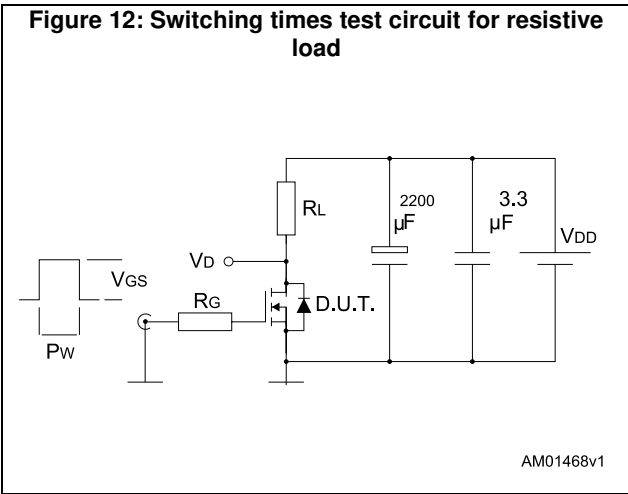 Figure 12: Switching times test circuit for resistive
load
RL
2200
µF
3.3
µF
VDD
VD
VGS
RG
D.U.T.
PW
AM01468v1